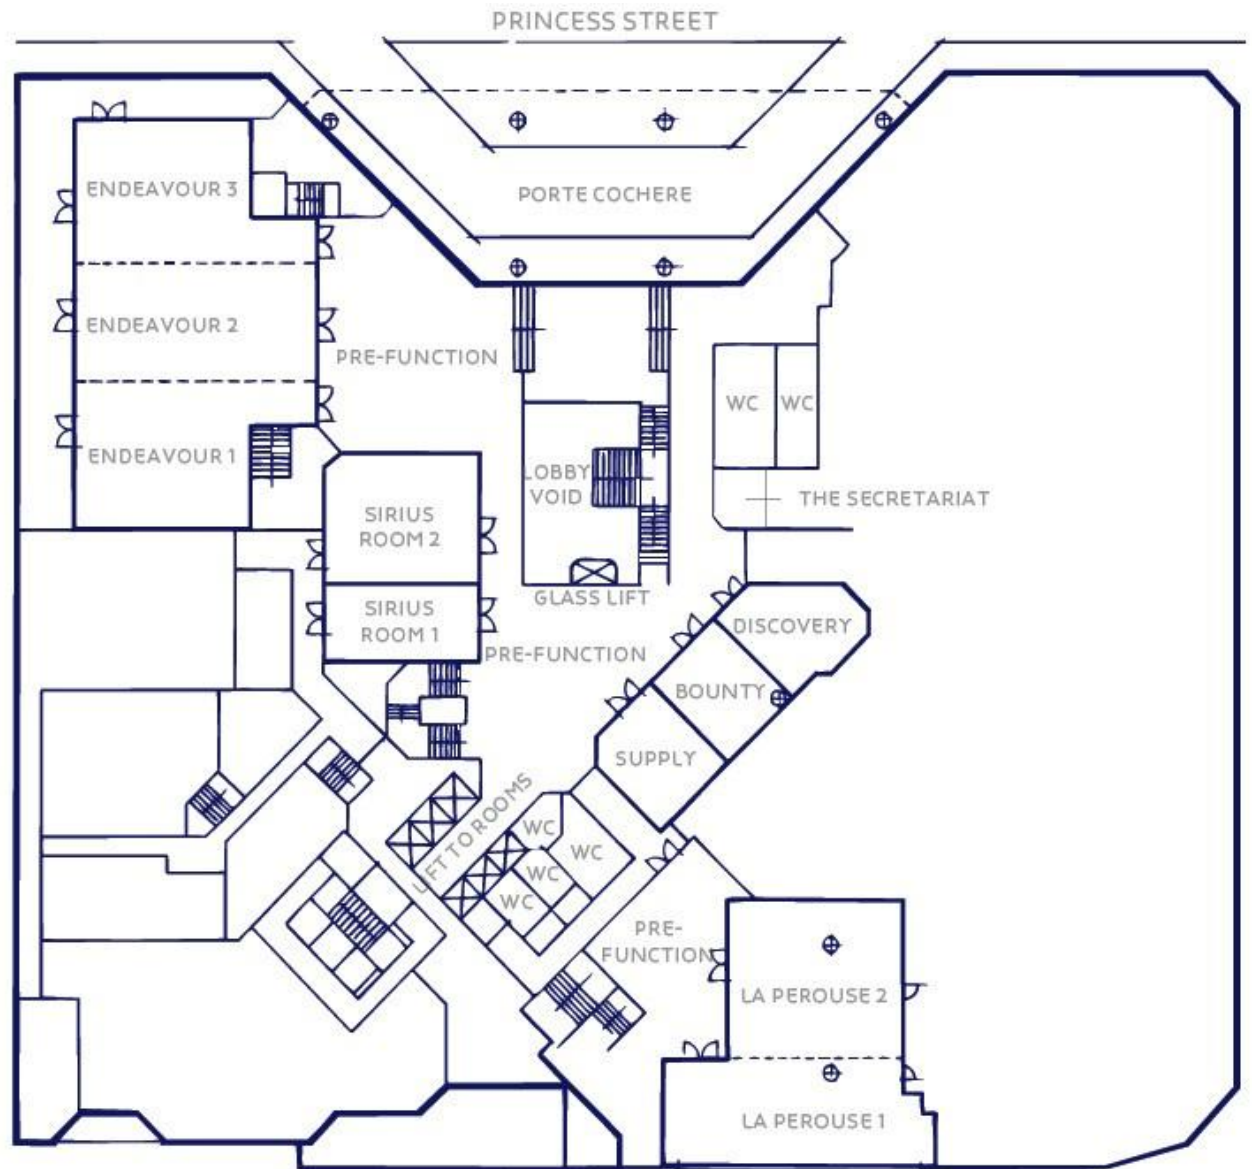 PRINCESS STREET
ENDEAVOUR 3
PORTE COCHERE
ENDEAVOUR 2
PRE-FUNCTION
WC
WC
ENDEAVOUR 1
LOBBY
VOID
THE SECRETARIAT
SIRIUS
ROOM 2
GLASS LIFT
SIRIUS
ROOM 1
DISCOVERY
PRE-FUNCTION
BOUNTY
SUPPLY
LIFT TO ROOMS
WC
WC
WC
WC
PRE-
FUNCTION
LA PEROUSE 2
LA PEROUSE 1